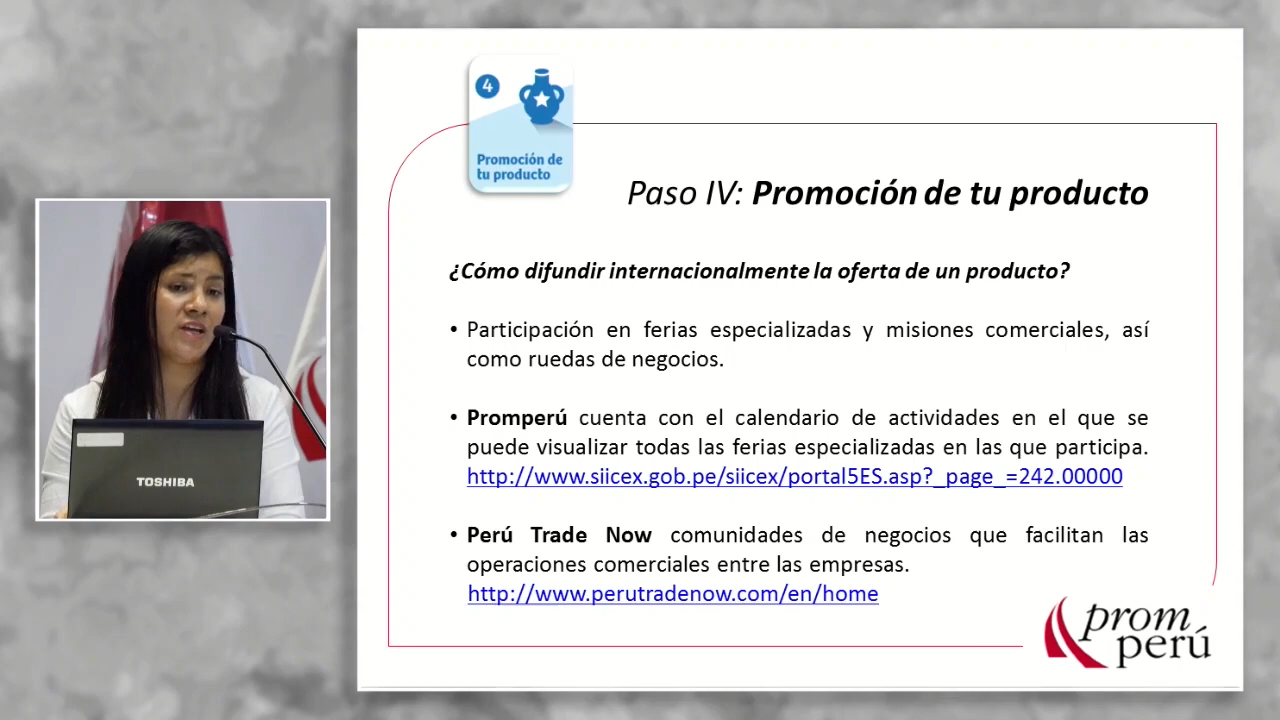 4
Promoción de
tu producto
Paso IV: Promoción de tu producto
¿Cómo difundir internacionalmente la oferta de un producto?
• Participación en ferias especializadas y misiones comerciales, así
como ruedas de negocios.
• Promperú cuenta con el calendario de actividades en el que se
puede visualizar todas las ferias especializadas en las que participa.
http://www.siicex.gob.pe/siicex/portal5ES.asp?_page_=242.00000
• Perú Trade Now comunidades de negocios que facilitan las
operaciones comerciales entre las empresas.
http://www.perutradenow.com/en/home
prom
perú
TOSHIBA